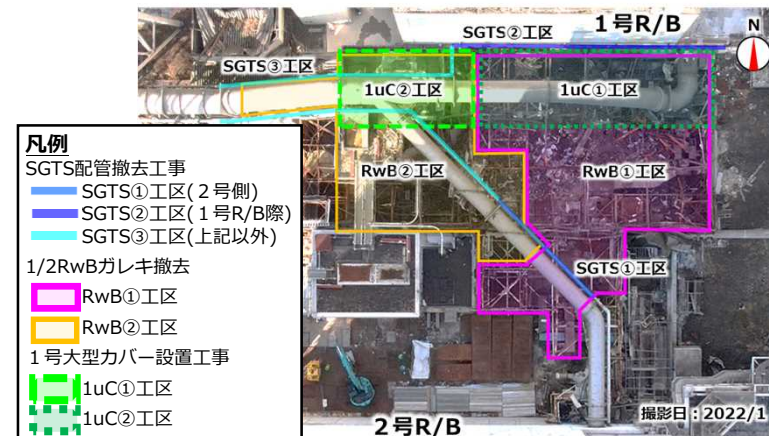 SGTS②工区
1号R/B
N
SGTS③工区
1uC②工区
1uC①工区
RwB②工区
RwB①工区
SGTS①工区
凡例
SGTS配管撤去工事
SGTS①工区(２号側)
SGTS②工区(１号R/B際)
SGTS③工区(上記以外)
1/2RwBガレキ撤去
RwB①工区
RwB②工区
１号大型カバー設置工事
1uC①工区
1uC②工区
2号R/B
撮影日：2022/1